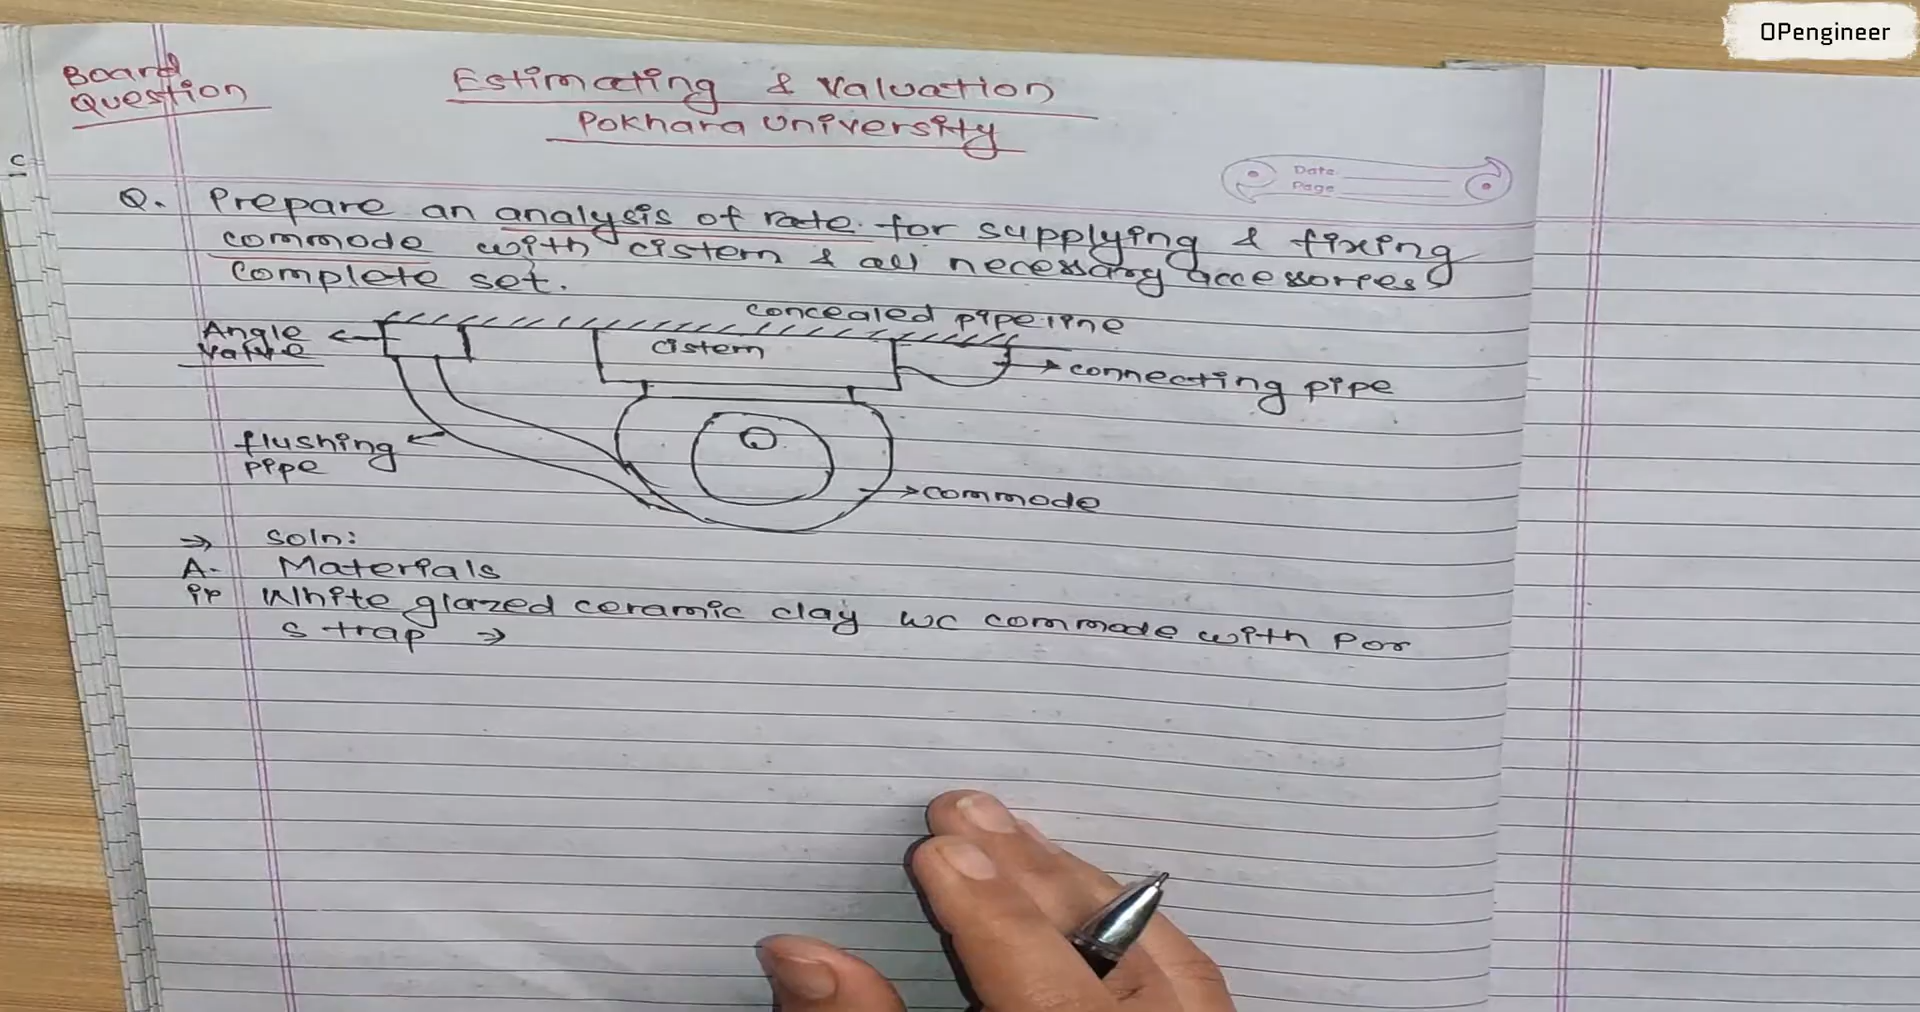 OPengineer
Board
Question
Estimating & Valuation
Pokhara University
Date
Page
c
Q. Prepare an analysis of rate for supplying & fixing
commode with cistern & all necessary accessories
complete set.
concealed pipeline
Angle
valve
cistern
connecting pipe
flushing
pipe
commode
⇒ Soln:
A. Materials
i) White glazed ceramic clay wc commode with P or
S trap →